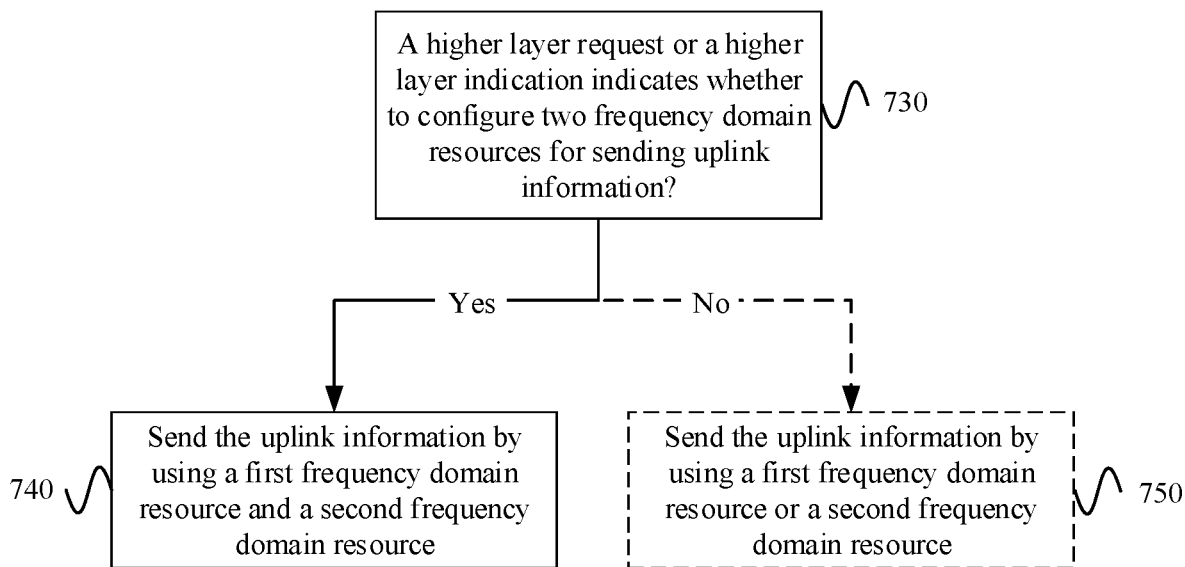 A higher layer request or a higher
layer indication indicates whether
to configure two frequency domain
resources for sending uplink
information?
730
Yes
No
Send the uplink information by
using a first frequency domain
resource and a second frequency
domain resource
740
Send the uplink information by
using a first frequency domain
resource or a second frequency
domain resource
750